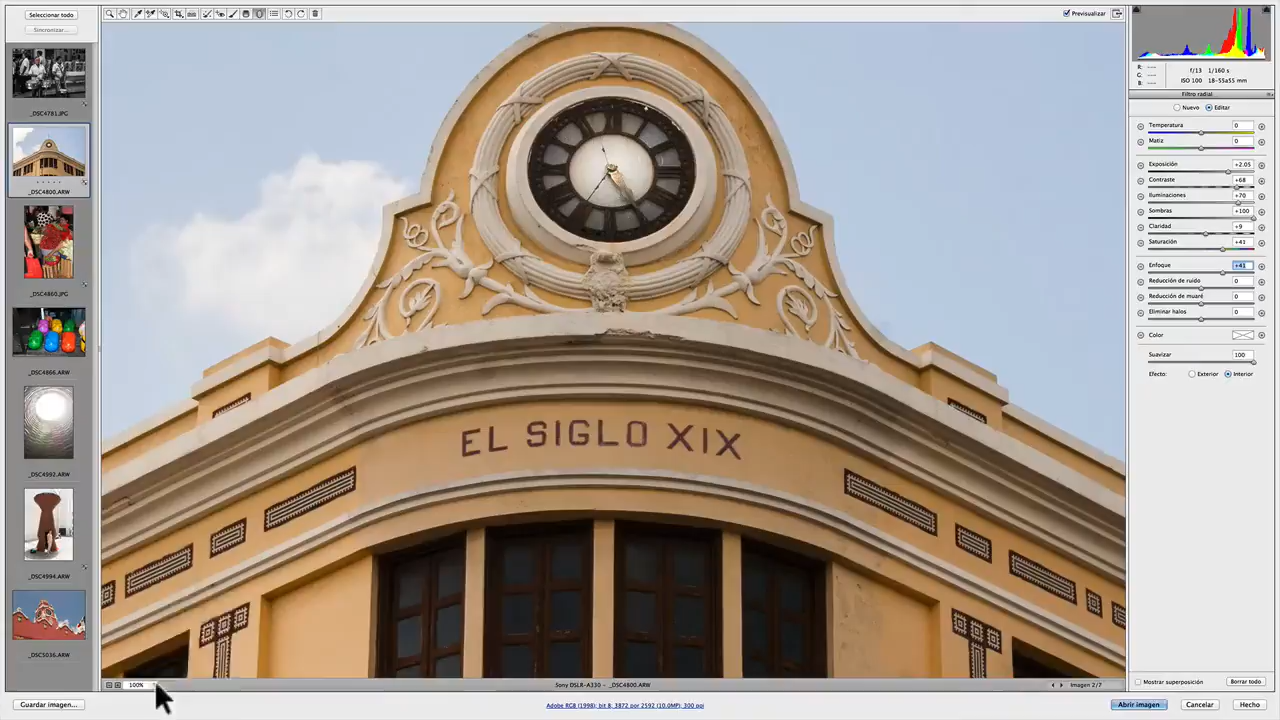 Seleccionar todo
Sincronizar...
Previsualizar
_DSC4781.JPG
_DSC4800.ARW
_DSC4860.JPG
_DSC4866.ARW
_DSC4992.ARW
_DSC4994.ARW
_DSC5036.ARW
EL SIGLO XIX
R: ---
G: ---
B: ---
f/13 1/160 s
ISO 100 18-55a55 mm
Filtro radial
Nuevo Editar
Temperatura 0
Matiz 0
Exposición +2.05
Contraste +68
Iluminaciones +70
Sombras +100
Claridad +9
Saturación +41
Enfoque +41
Reducción de ruido 0
Reducción de muaré 0
Eliminar halos 0
Color
Suavizar 100
Efecto: Exterior Interior
Mostrar superposición Borrar todo
100% Sony DSLR-A330 - _DSC4800.ARW Imagen 2/7
Guardar imagen... Adobe RGB (1998); bit 8; 3872 por 2592 (10.0MP); 300 ppi Abrir imagen Cancelar Hecho